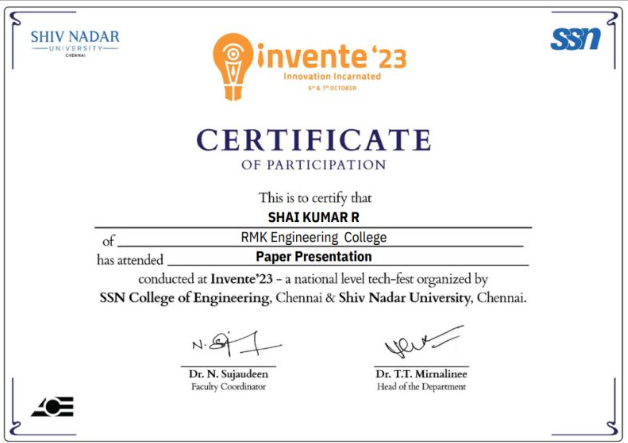 SHIV NADAR
UNIVERSITY
CHENNAI
invente '23
Innovation Incarnated
6th & 7th OCTOBER
ssn
CERTIFICATE
OF PARTICIPATION
This is to certify that
SHAI KUMAR R
of RMK Engineering College
has attended Paper Presentation
conducted at Invente'23 – a national level tech-fest organized by
SSN College of Engineering, Chennai & Shiv Nadar University, Chennai.
Dr. N. Sujaudeen
Faculty Coordinator
Dr. T.T. Mirnalinee
Head of the Department